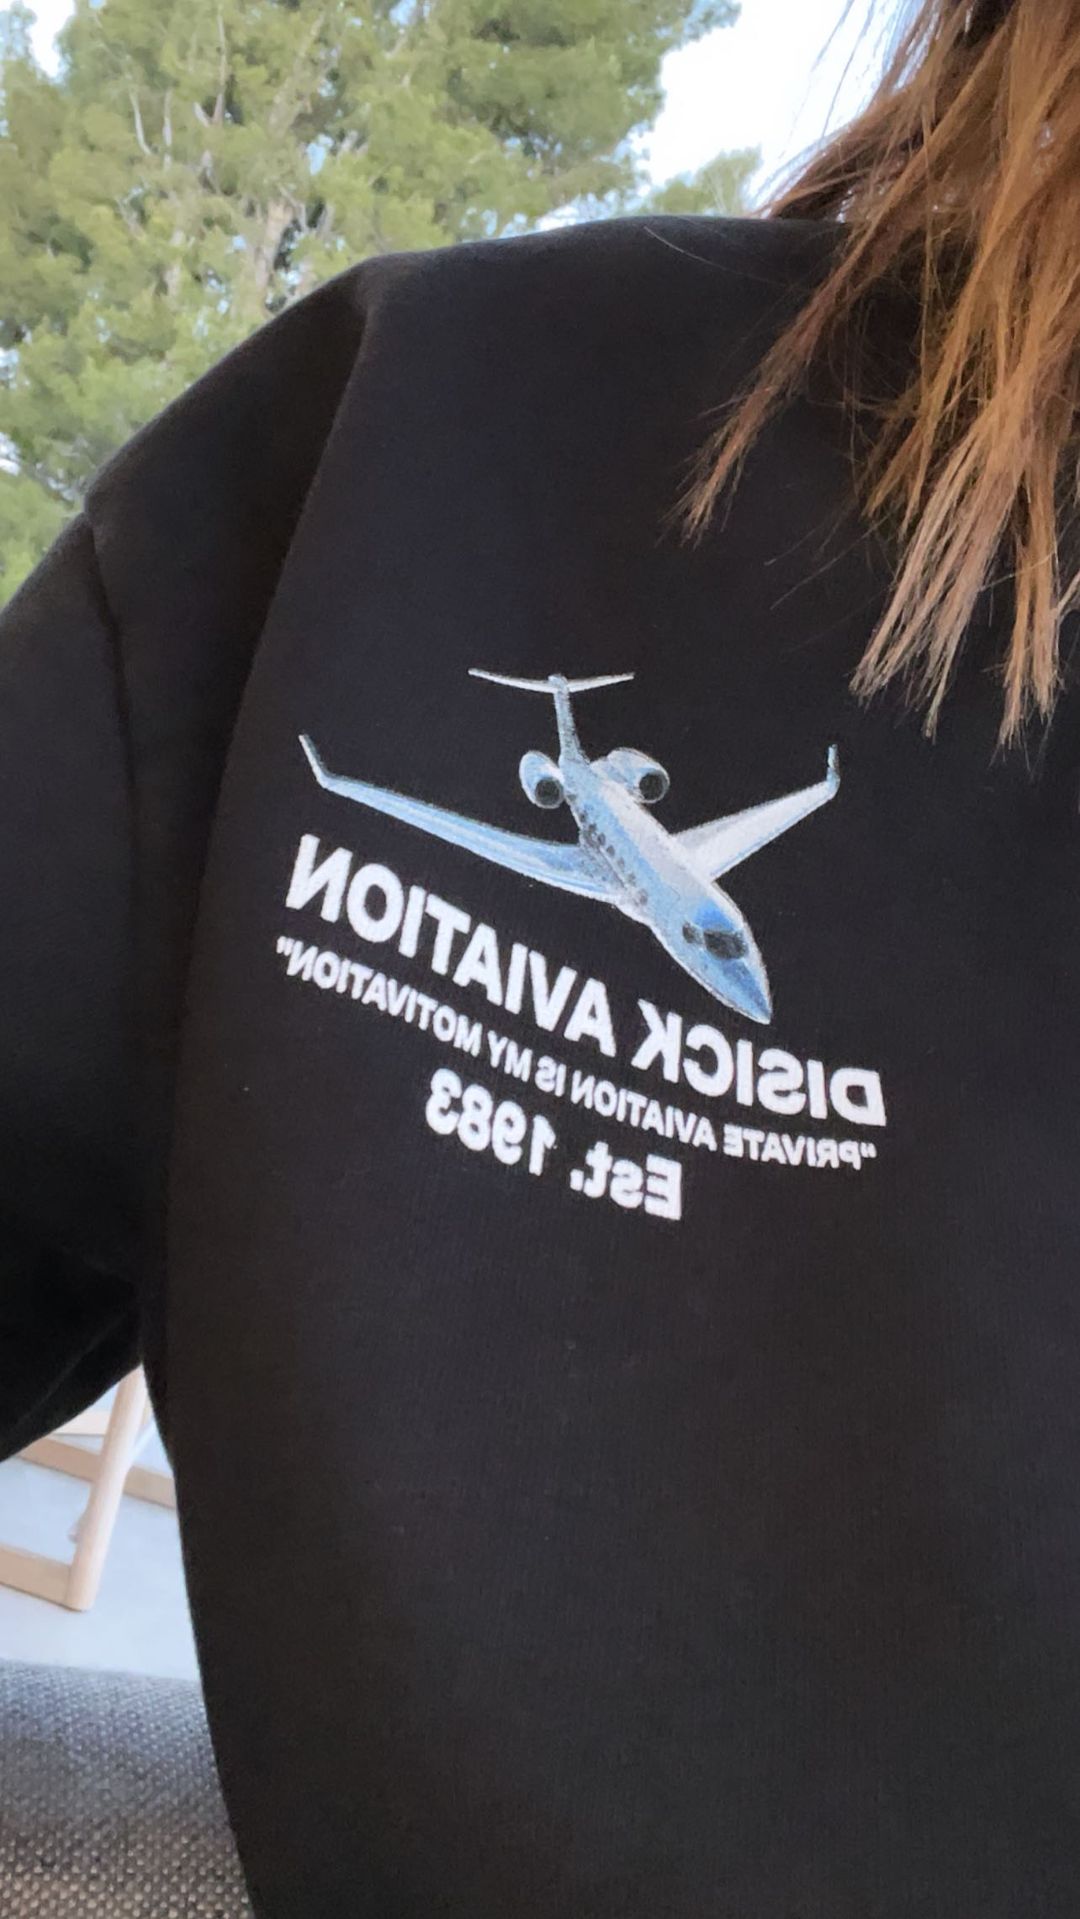 DISICK AVIATION
"PRIVATE AVIATION IS MY MOTIVATION"
Est. 1983